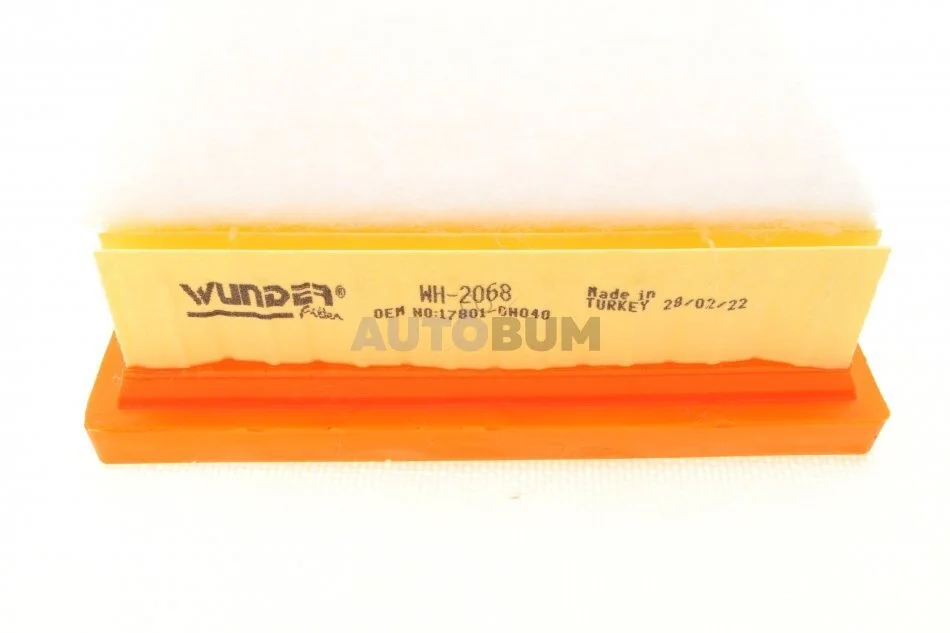 WUNDER®
Filter
WH-2068
OEM NO:17801-0H040
Made in
TURKEY 28/02/22
AUTOBUM